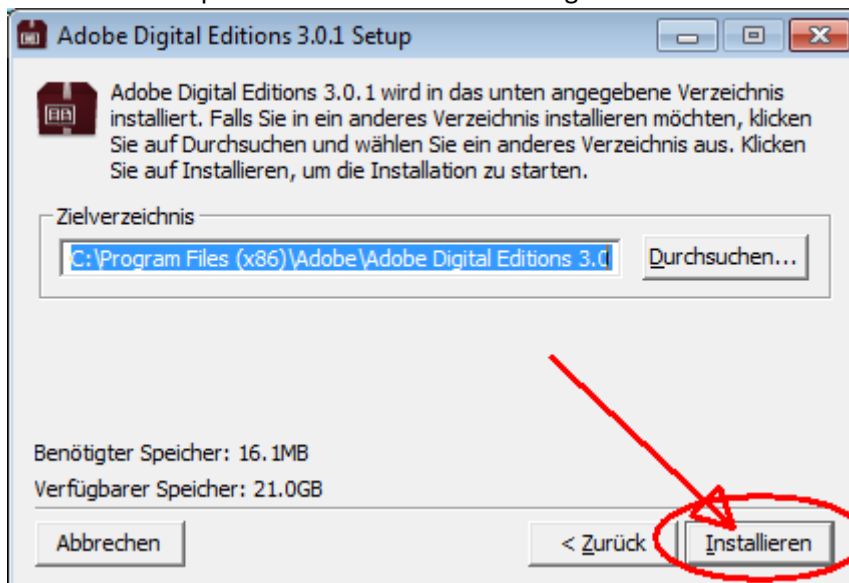 Adobe Digital Editions 3.0.1 Setup
Adobe Digital Editions 3.0.1 wird in das unten angegebene Verzeichnis
installiert. Falls Sie in ein anderes Verzeichnis installieren möchten, klicken
Sie auf Durchsuchen und wählen Sie ein anderes Verzeichnis aus. Klicken
Sie auf Installieren, um die Installation zu starten.
Zielverzeichnis
C:\Program Files (x86)\Adobe\Adobe Digital Editions 3.0
Durchsuchen...
Benötigter Speicher: 16.1MB
Verfügbarer Speicher: 21.0GB
Abbrechen
< Zurück
Installieren